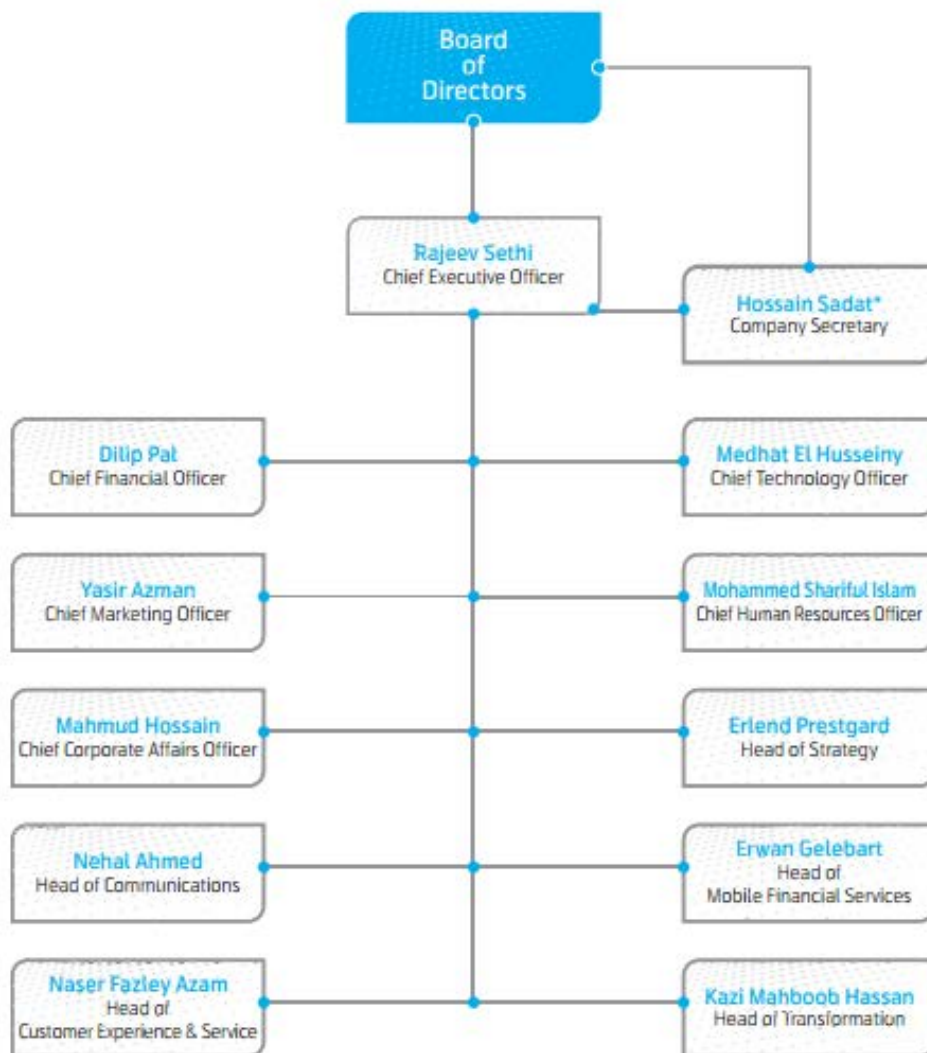 Board
of
Directors
Rajeev Sethi
Chief Executive Officer
Hossain Sadat*
Company Secretary
Dilip Pal
Chief Financial Officer
Medhat El Husseiny
Chief Technology Officer
Yasir Azman
Chief Marketing Officer
Mohammed Shariful Islam
Chief Human Resources Officer
Mahmud Hossain
Chief Corporate Affairs Officer
Erlend Prestgard
Head of Strategy
Nehal Ahmed
Head of Communications
Erwan Gelebart
Head of
Mobile Financial Services
Naser Fazley Azam
Head of
Customer Experience & Service
Kazi Mahboob Hassan
Head of Transformation